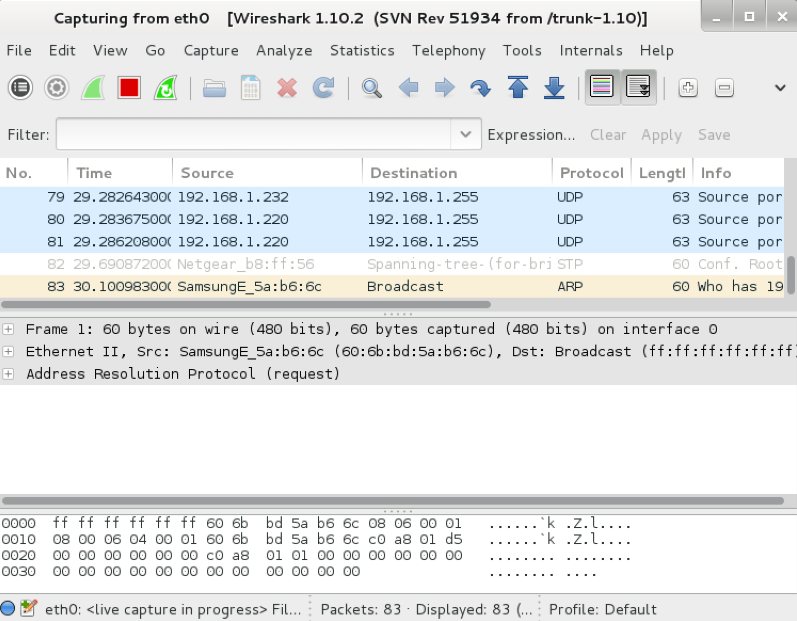 Capturing from eth0 [Wireshark 1.10.2 (SVN Rev 51934 from /trunk-1.10)]
File Edit View Go Capture Analyze Statistics Telephony Tools Internals Help
Filter: Expression... Clear Apply Save
No. Time Source Destination Protocol Lengtl Info
79 29.282643000 192.168.1.232 192.168.1.255 UDP 63 Source por
80 29.283675000 192.168.1.220 192.168.1.255 UDP 63 Source por
81 29.286208000 192.168.1.220 192.168.1.255 UDP 63 Source por
82 29.690872000 Netgear_b8:ff:56 Spanning-tree-(for-bri STP 60 Conf. Root
83 30.100983000 SamsungE_5a:b6:6c Broadcast ARP 60 Who has 19
Frame 1: 60 bytes on wire (480 bits), 60 bytes captured (480 bits) on interface 0
Ethernet II, Src: SamsungE_5a:b6:6c (60:6b:bd:5a:b6:6c), Dst: Broadcast (ff:ff:ff:ff:ff:ff)
Address Resolution Protocol (request)
0000 ff ff ff ff ff ff 60 6b bd 5a b6 6c 08 06 00 01 ......`k .Z.l....
0010 08 00 06 04 00 01 60 6b bd 5a b6 6c c0 a8 01 d5 ......`k .Z.l....
0020 00 00 00 00 00 00 c0 a8 01 01 00 00 00 00 00 00 ........ ........
0030 00 00 00 00 00 00 00 00 00 00 00 00 ........ ....
eth0: <live capture in progress> Fil... Packets: 83 · Displayed: 83 (... Profile: Default